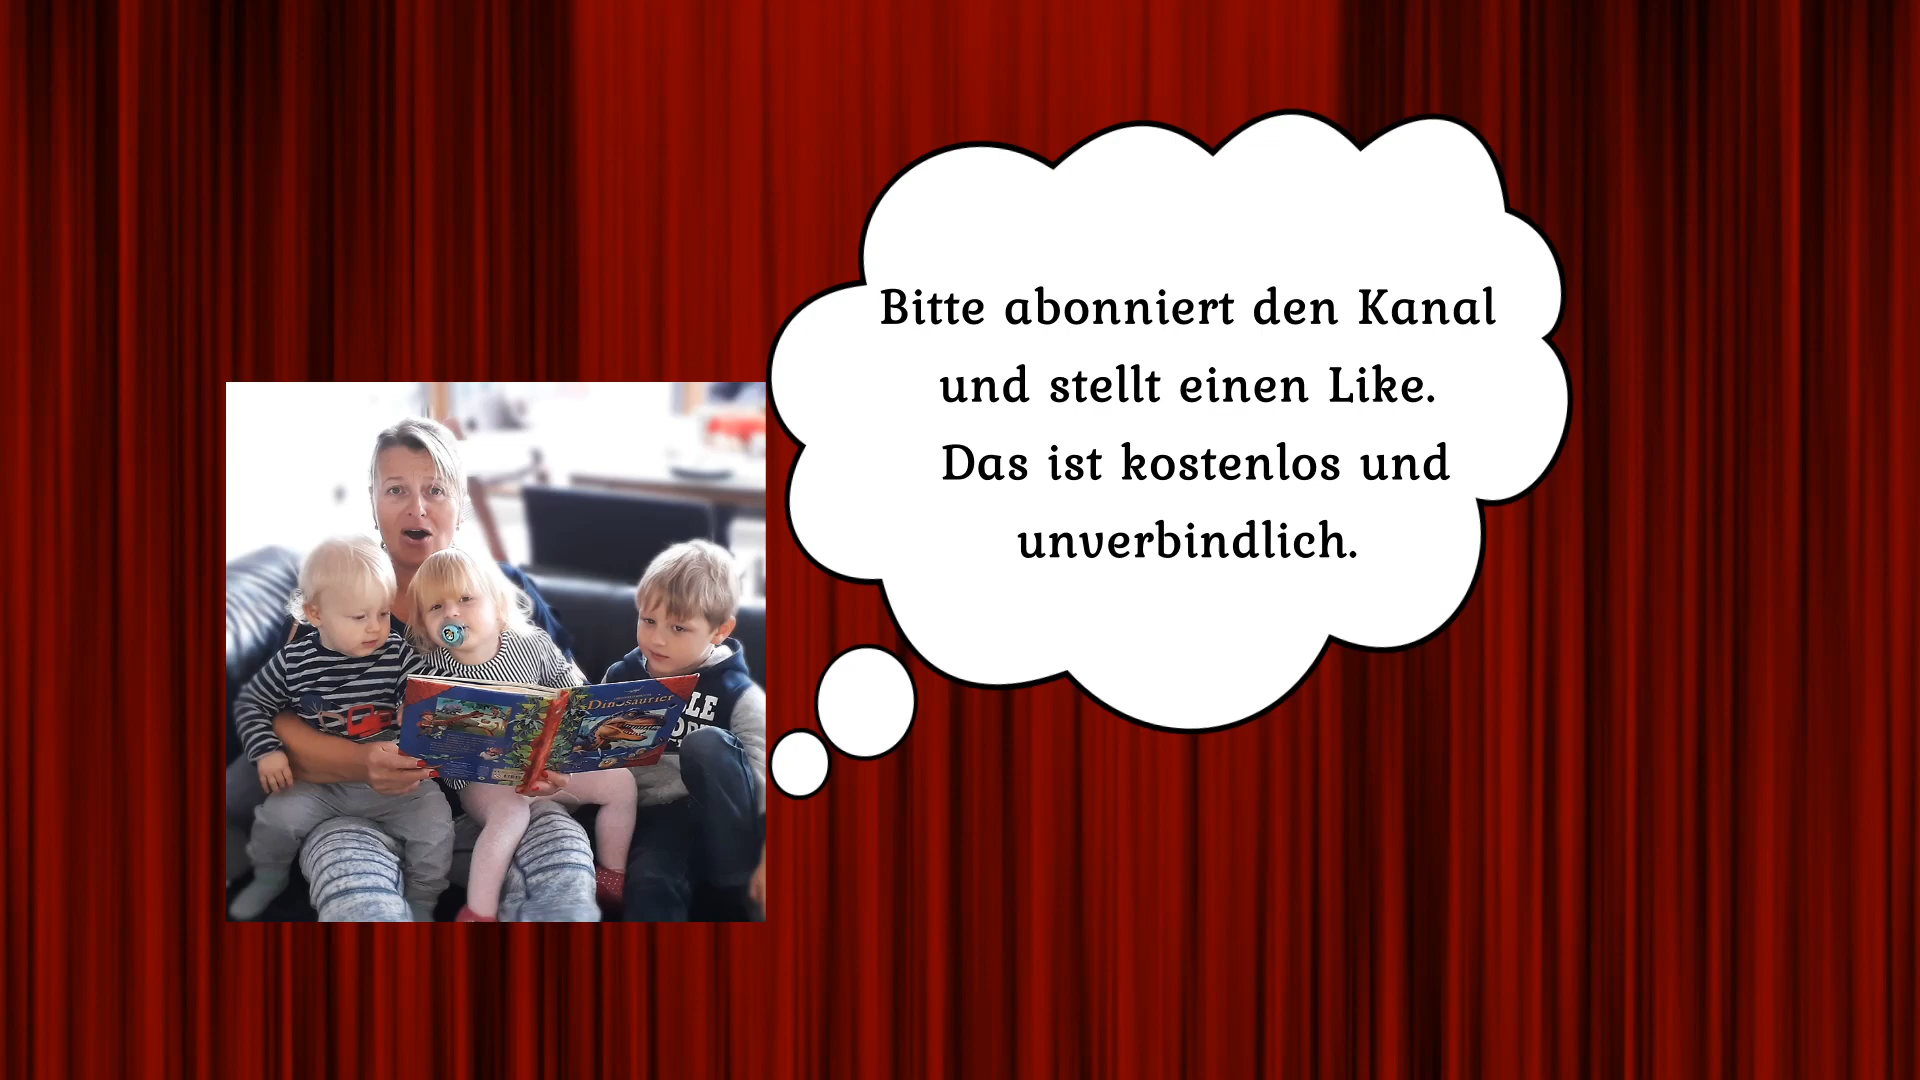 Bitte abonniert den Kanal
und stellt einen Like.
Das ist kostenlos und
unverbindlich.
Dinosaurier